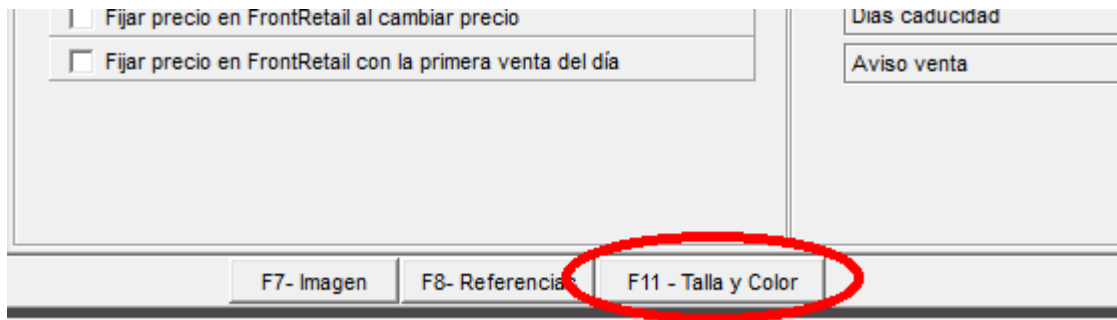 Fijar precio en FrontRetail al cambiar precio
Fijar precio en FrontRetail con la primera venta del día
Dias caducidad
Aviso venta
F7- Imagen
F8- Referencias
F11 - Talla y Color